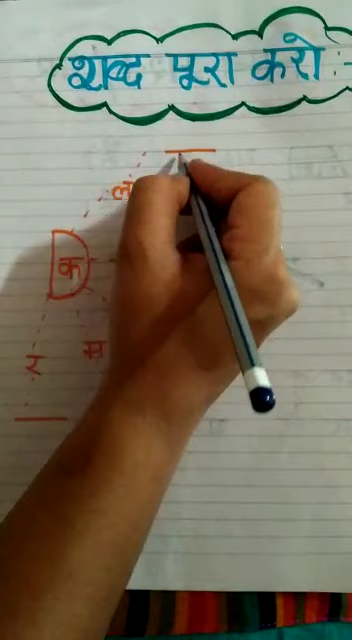 शब्द पूरा करो :-
ल
क
म